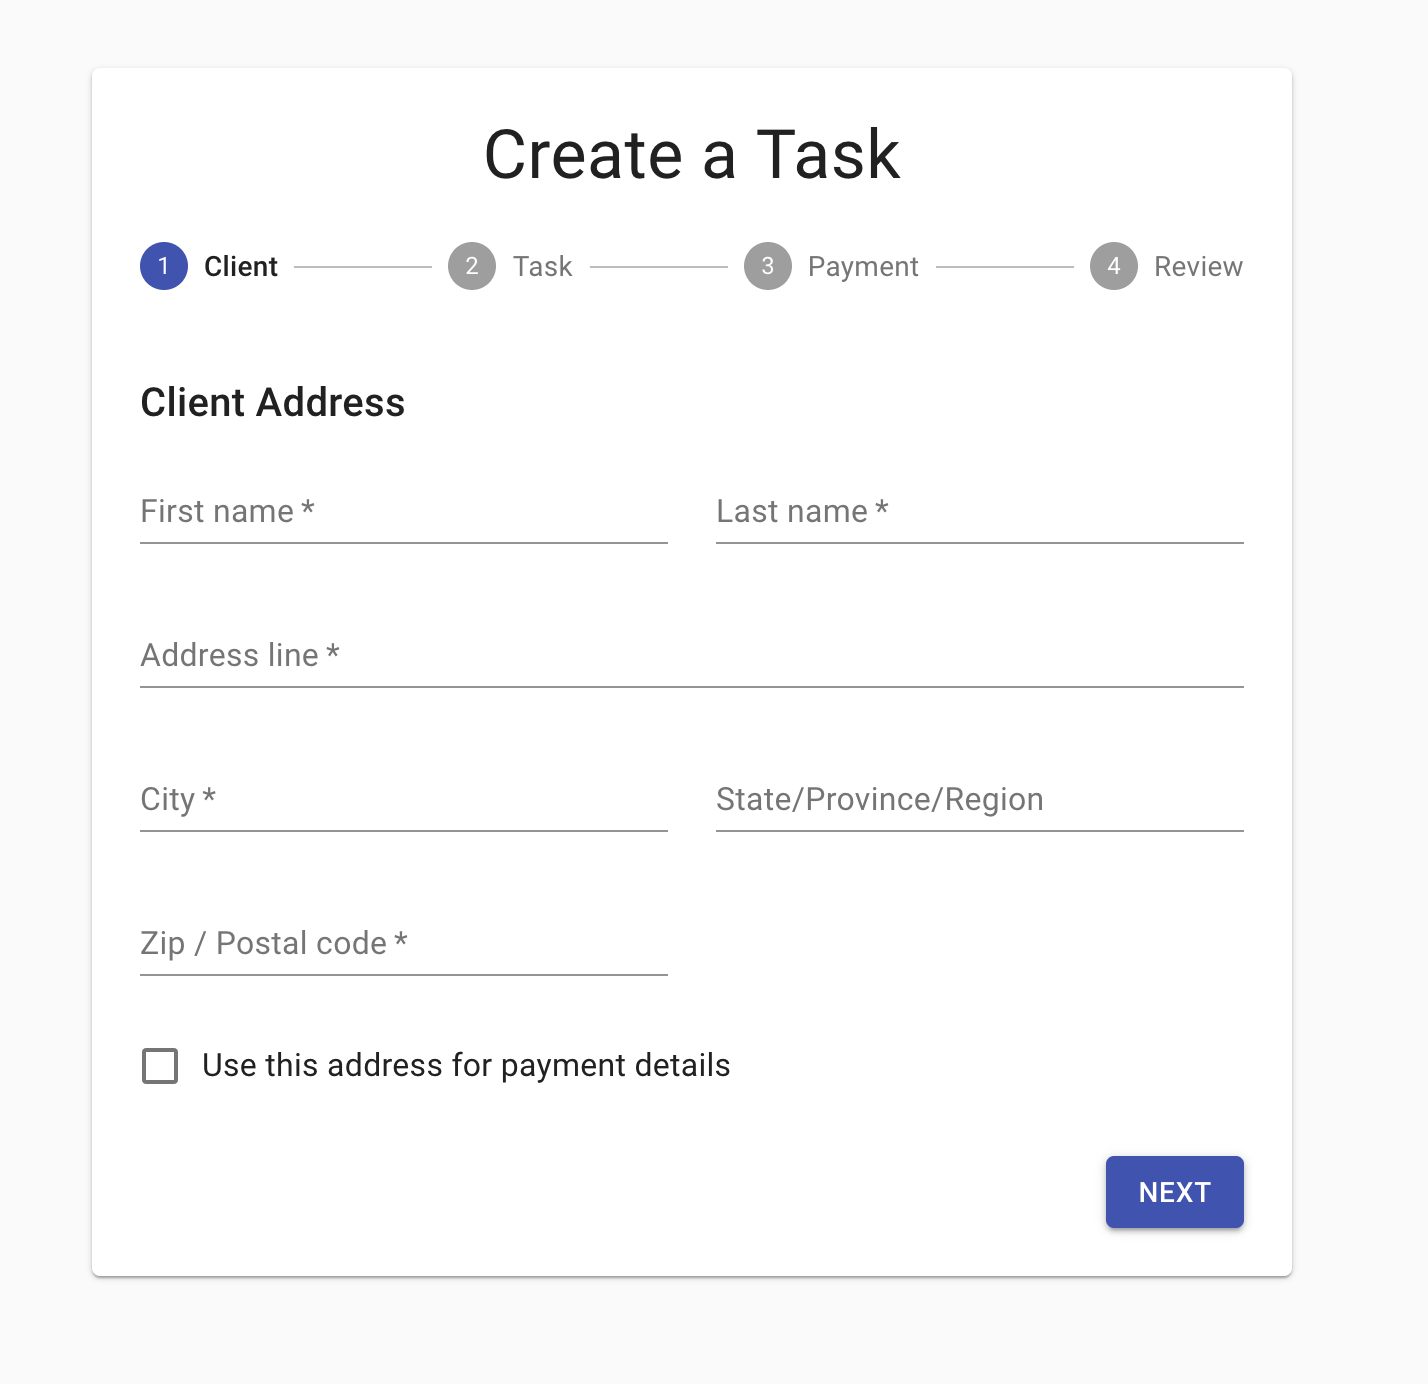 Create a Task
1 Client 2 Task 3 Payment 4 Review
Client Address
First name * Last name *
Address line *
City * State/Province/Region
Zip / Postal code *
Use this address for payment details
NEXT